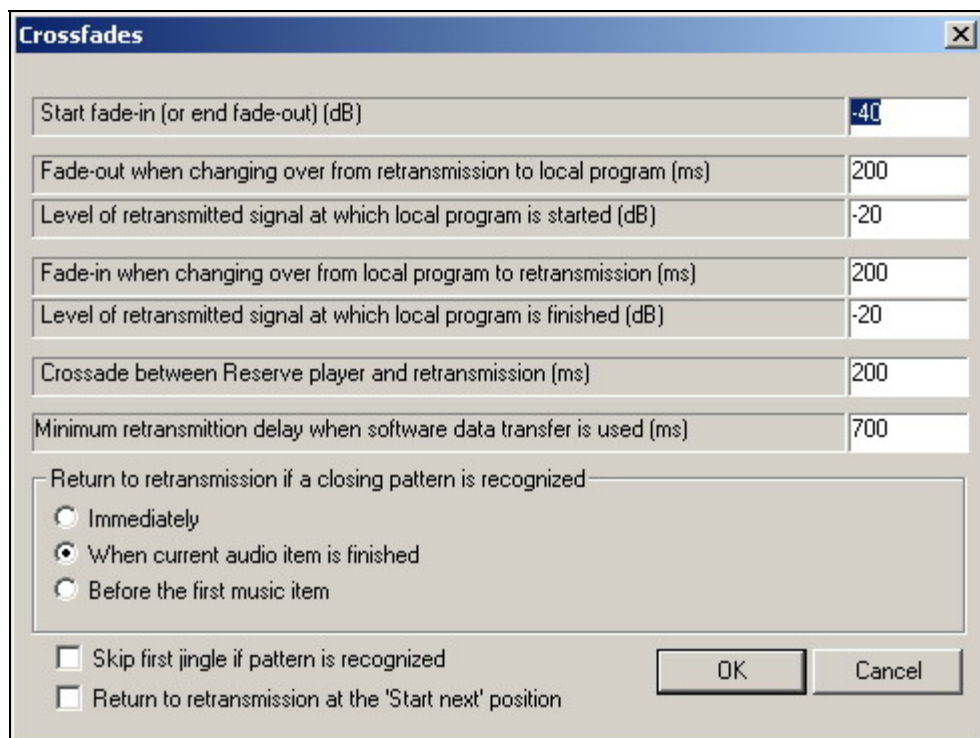 Crossfades
Start fade-in (or end fade-out) (dB) -40
Fade-out when changing over from retransmission to local program (ms) 200
Level of retransmitted signal at which local program is started (dB) -20
Fade-in when changing over from local program to retransmission (ms) 200
Level of retransmitted signal at which local program is finished (dB) -20
Crossade between Reserve player and retransmission (ms) 200
Minimum retransmittion delay when software data transfer is used (ms) 700
Return to retransmission if a closing pattern is recognized
Immediately
When current audio item is finished
Before the first music item
Skip first jingle if pattern is recognized
Return to retransmission at the 'Start next' position
OK Cancel